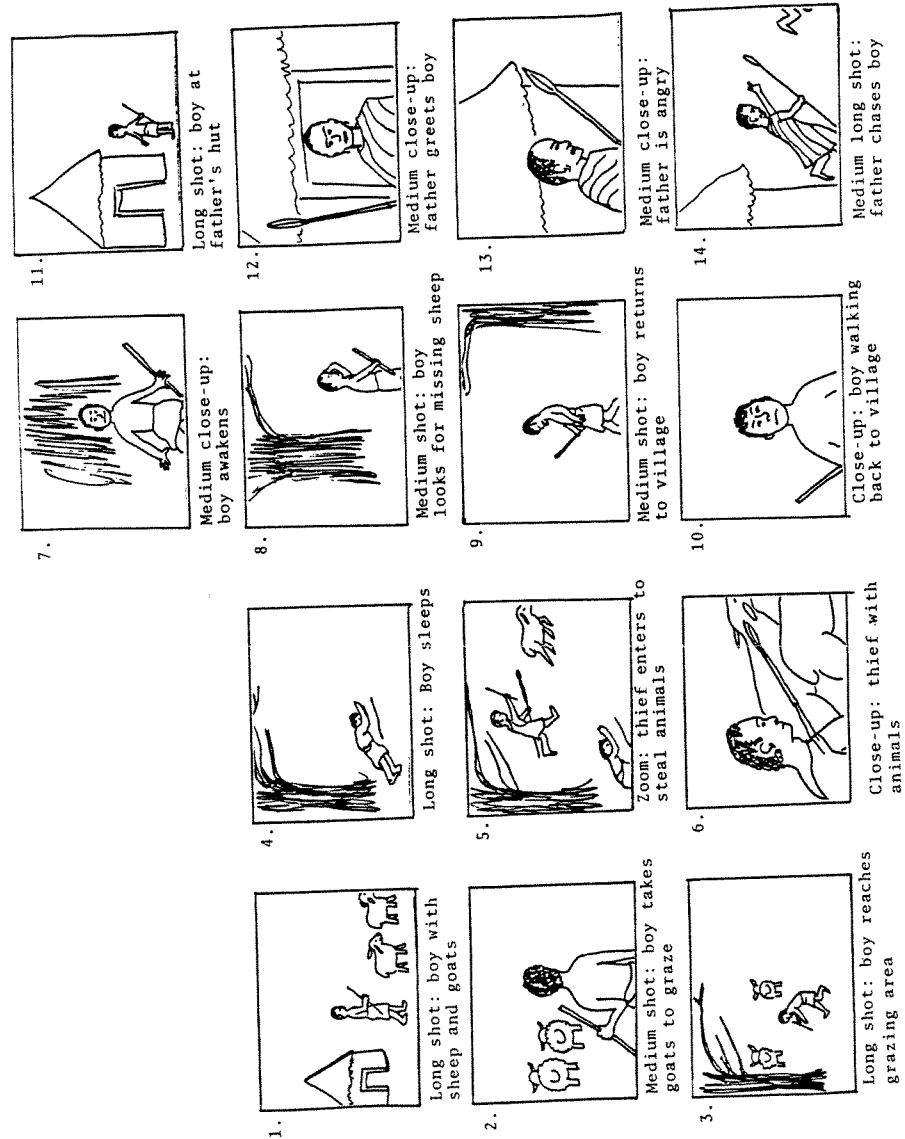 1.
Long shot: boy with
sheep and goats
2.
Medium shot: boy takes
goats to graze
3.
Long shot: boy reaches
grazing area
4.
Long shot: Boy sleeps
5.
Zoom: thief enters to
steal animals
6.
Close-up: thief with
animals
7.
Medium close-up:
boy awakens
8.
Medium shot: boy
looks for missing sheep
9.
Medium shot: boy returns
to village
10.
Close-up: boy walking
back to village
11.
Long shot: boy at
father's hut
12.
Medium close-up:
father greets boy
13.
Medium close-up:
father is angry
14.
Medium long shot:
father chases boy